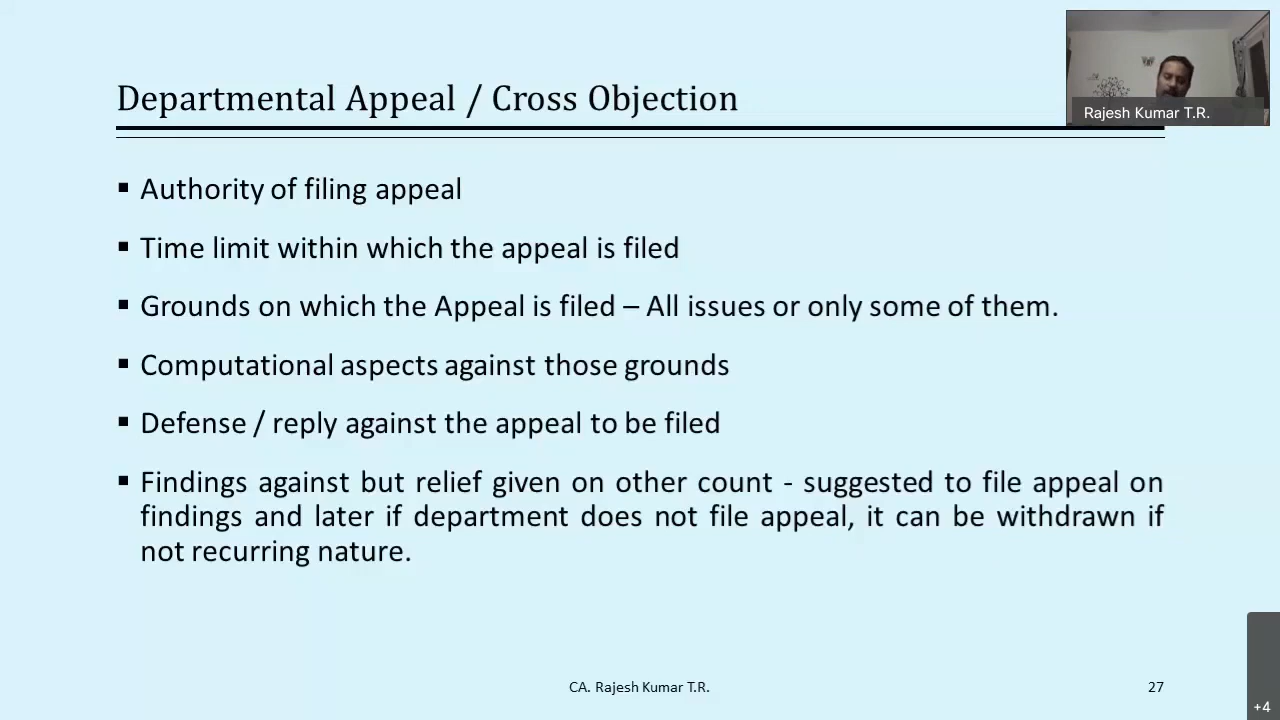 Departmental Appeal / Cross Objection
Rajesh Kumar T.R.
▪ Authority of filing appeal
▪ Time limit within which the appeal is filed
▪ Grounds on which the Appeal is filed – All issues or only some of them.
▪ Computational aspects against those grounds
▪ Defense / reply against the appeal to be filed
▪ Findings against but relief given on other count - suggested to file appeal on
findings and later if department does not file appeal, it can be withdrawn if
not recurring nature.
CA. Rajesh Kumar T.R.
27
+4